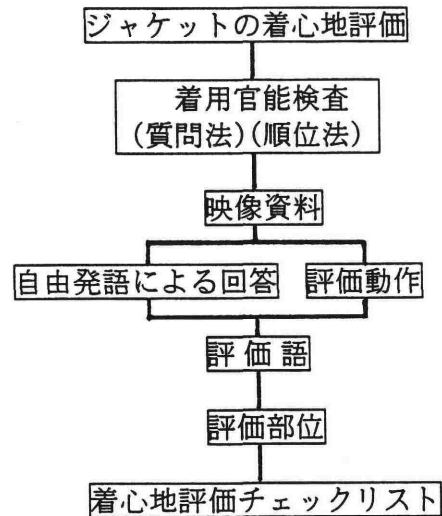 ジャケットの着心地評価
着用官能検査
(質問法)(順位法)
映像資料
自由発語による回答 評価動作
評 価 語
評価部位
着心地評価チェックリスト